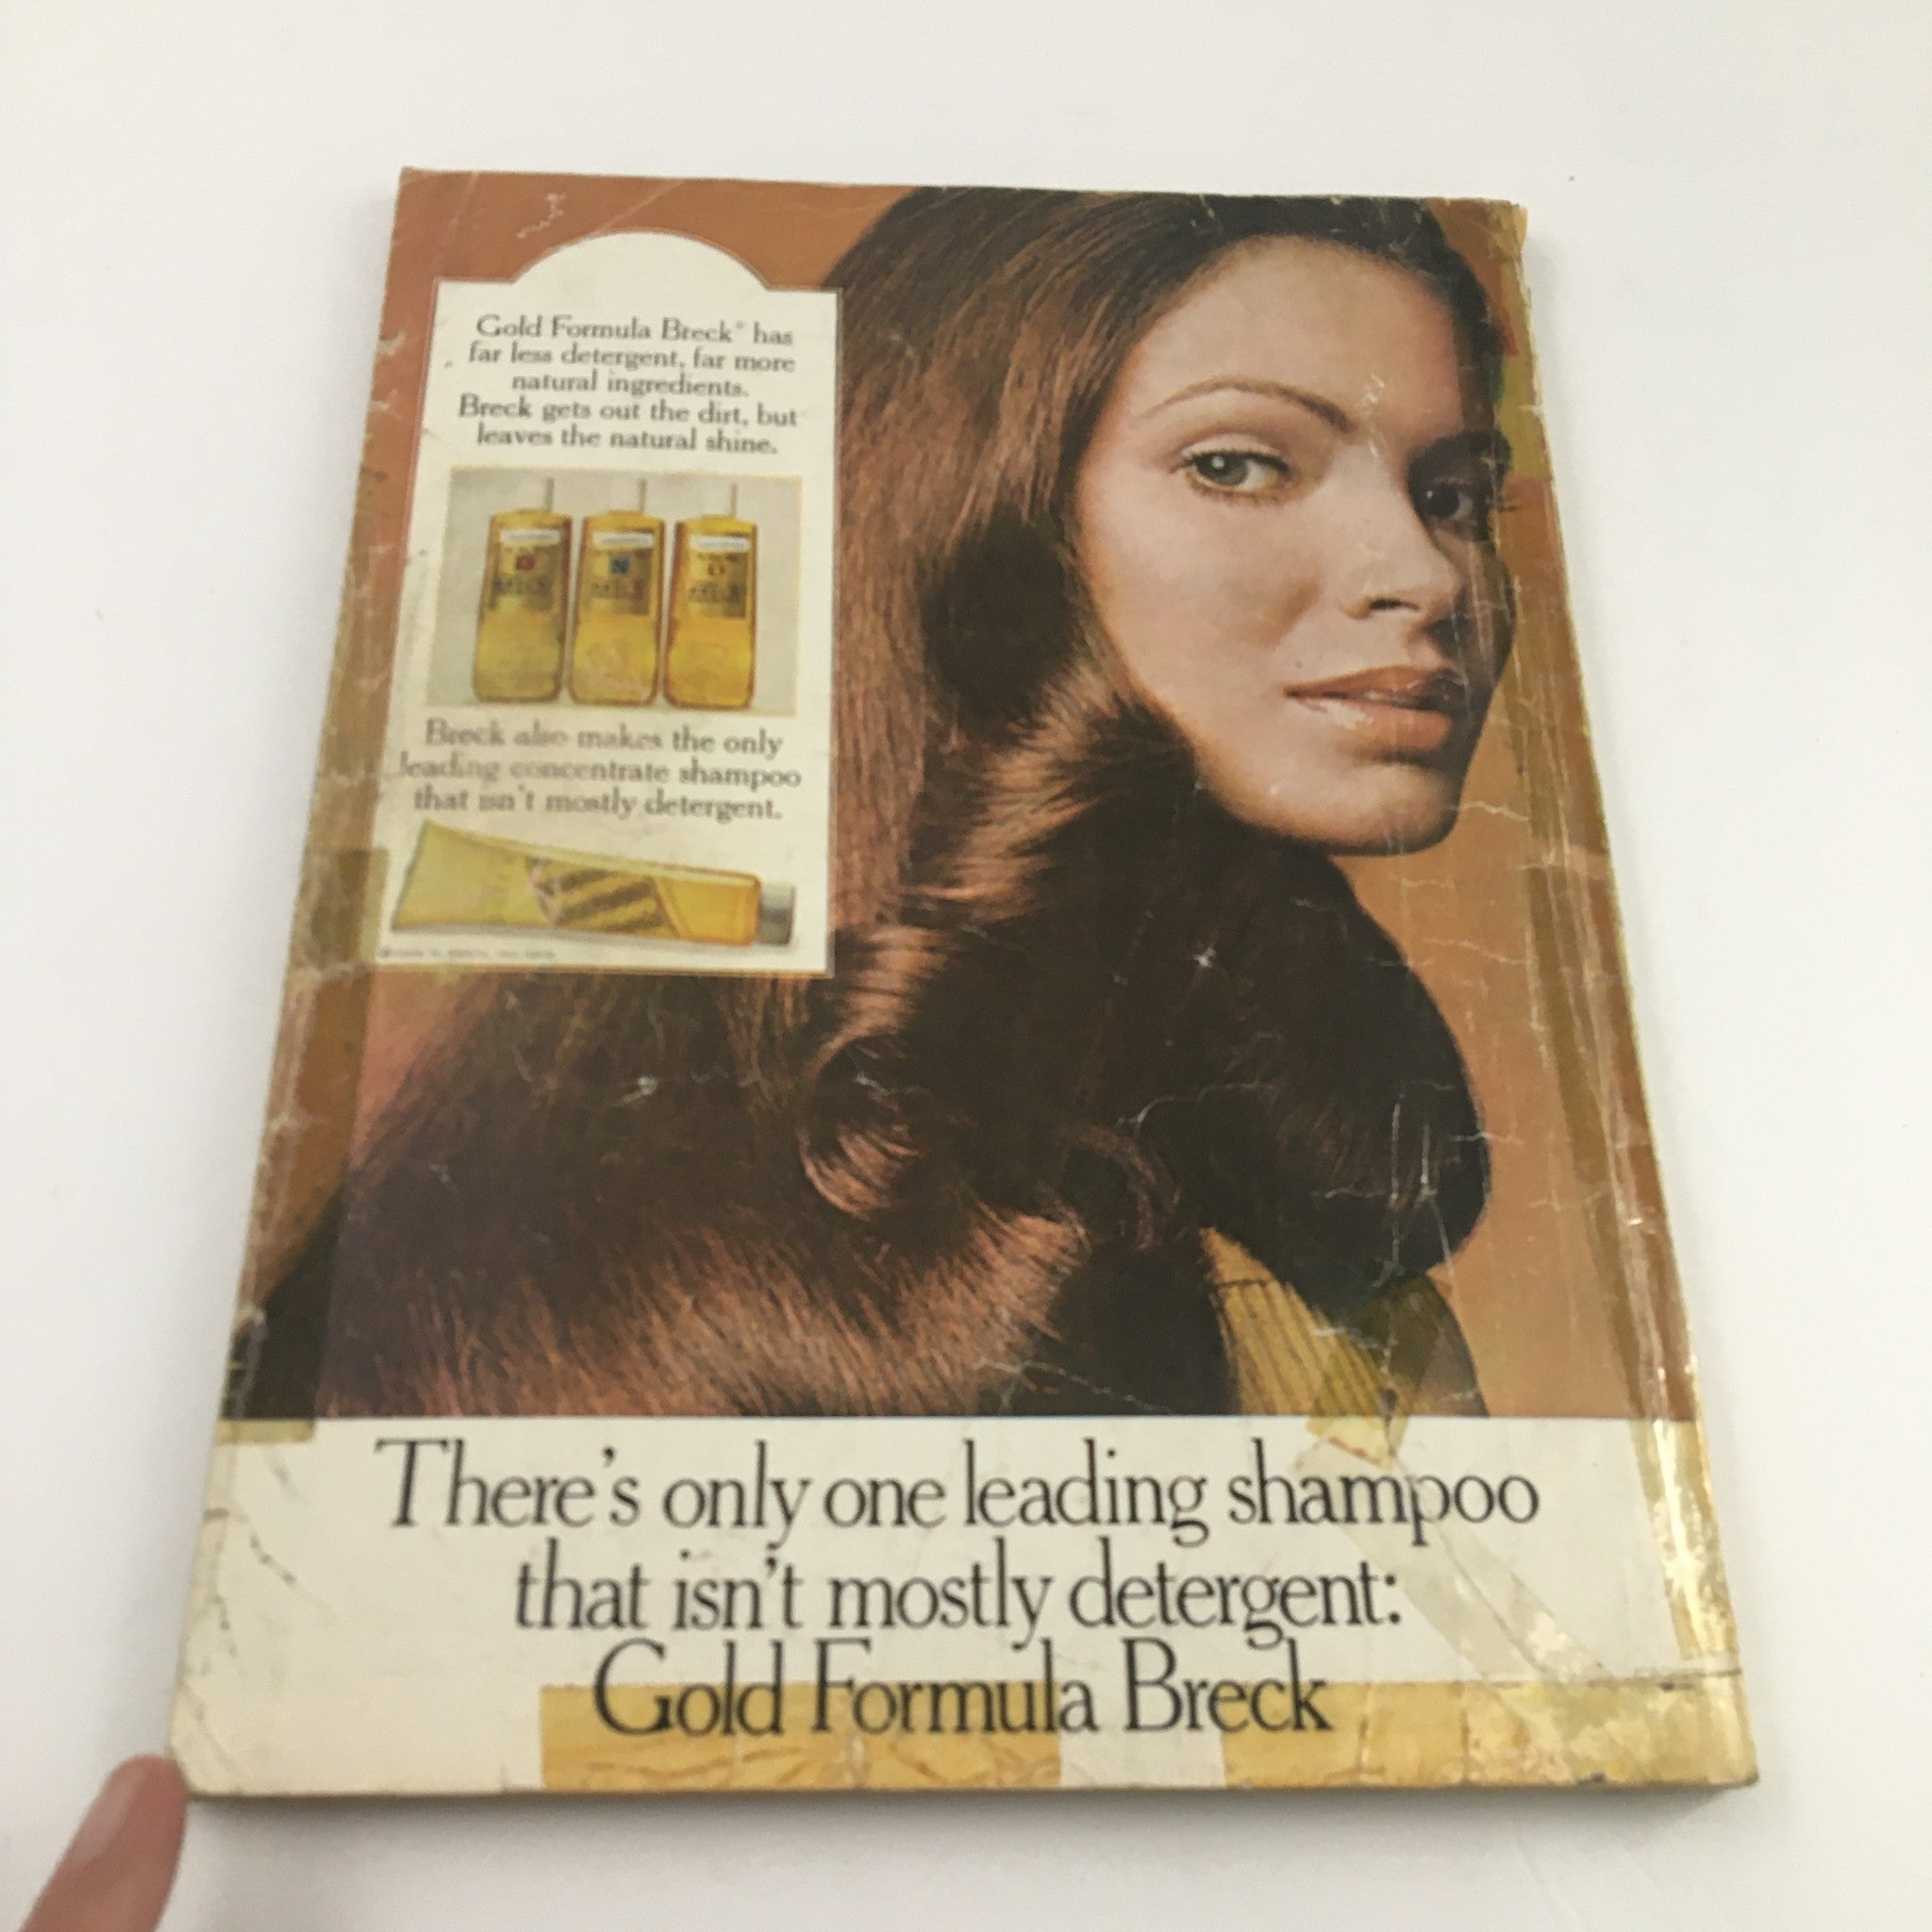 Gold Formula Breck® has
far less detergent, far more
natural ingredients.
Breck gets out the dirt, but
leaves the natural shine.
N
Breck also makes the only
leading concentrate shampoo
that isn't mostly detergent.
There's only one leading shampoo
that isn't mostly detergent:
Gold Formula Breck